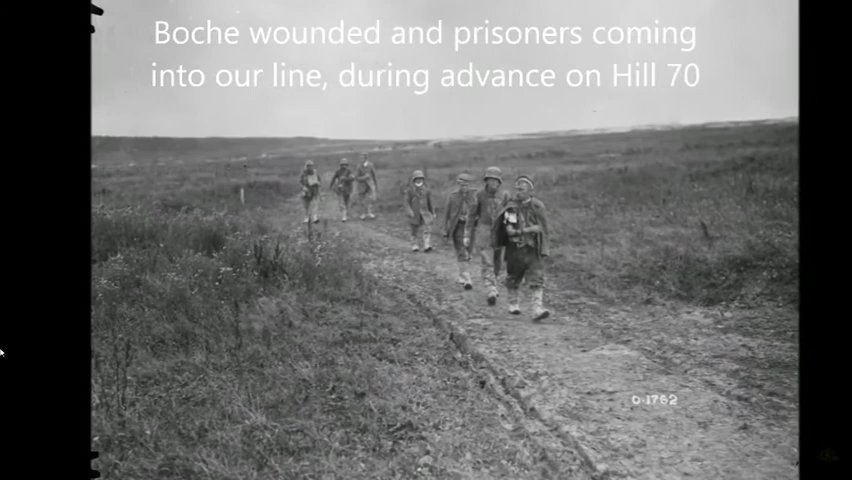 Boche wounded and prisoners coming
into our line, during advance on Hill 70
O-1762